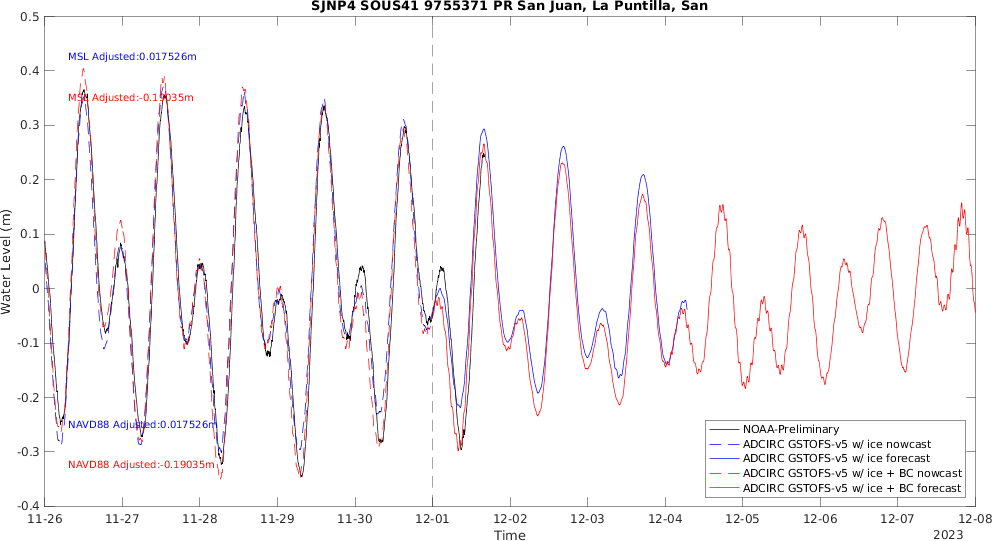 SJNP4 SOUS41 9755371 PR San Juan, La Puntilla, San
0.5
0.4
0.3
0.2
0.1
0
-0.1
-0.2
-0.3
-0.4
Water Level (m)
MSL Adjusted:0.017526m
MSL Adjusted:-0.19035m
NAVD88 Adjusted:0.017526m
NAVD88 Adjusted:-0.19035m
NOAA-Preliminary
ADCIRC GSTOFS-v5 w/ ice nowcast
ADCIRC GSTOFS-v5 w/ ice forecast
ADCIRC GSTOFS-v5 w/ ice + BC nowcast
ADCIRC GSTOFS-v5 w/ ice + BC forecast
11-26 11-27 11-28 11-29 11-30 12-01 12-02 12-03 12-04 12-05 12-06 12-07 12-08
Time
2023